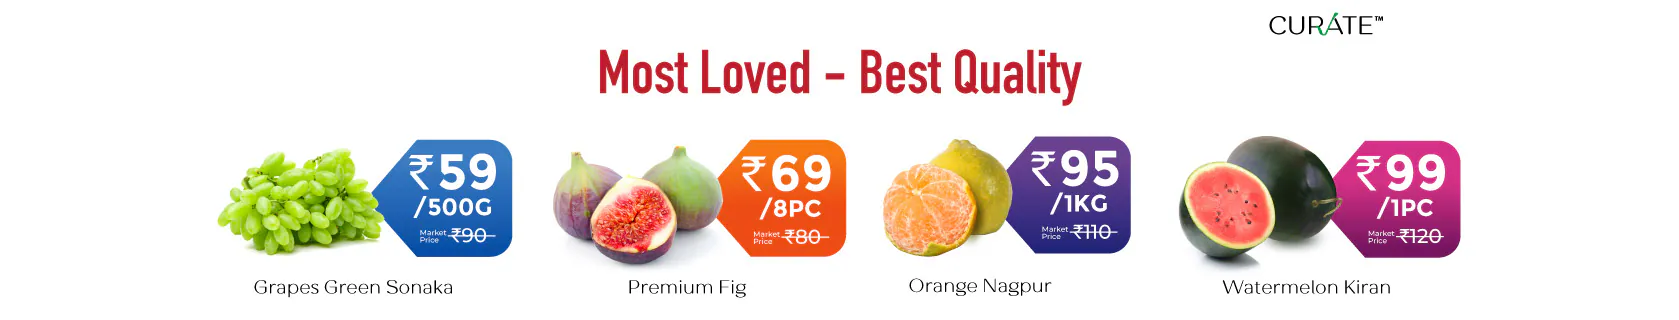 CURATE™
Most Loved - Best Quality
₹59
/500G
Market Price ₹90
Grapes Green Sonaka
₹69
/8PC
Market Price ₹80
Premium Fig
₹95
/1KG
Market Price ₹110
Orange Nagpur
₹99
/1PC
Market Price ₹120
Watermelon Kiran